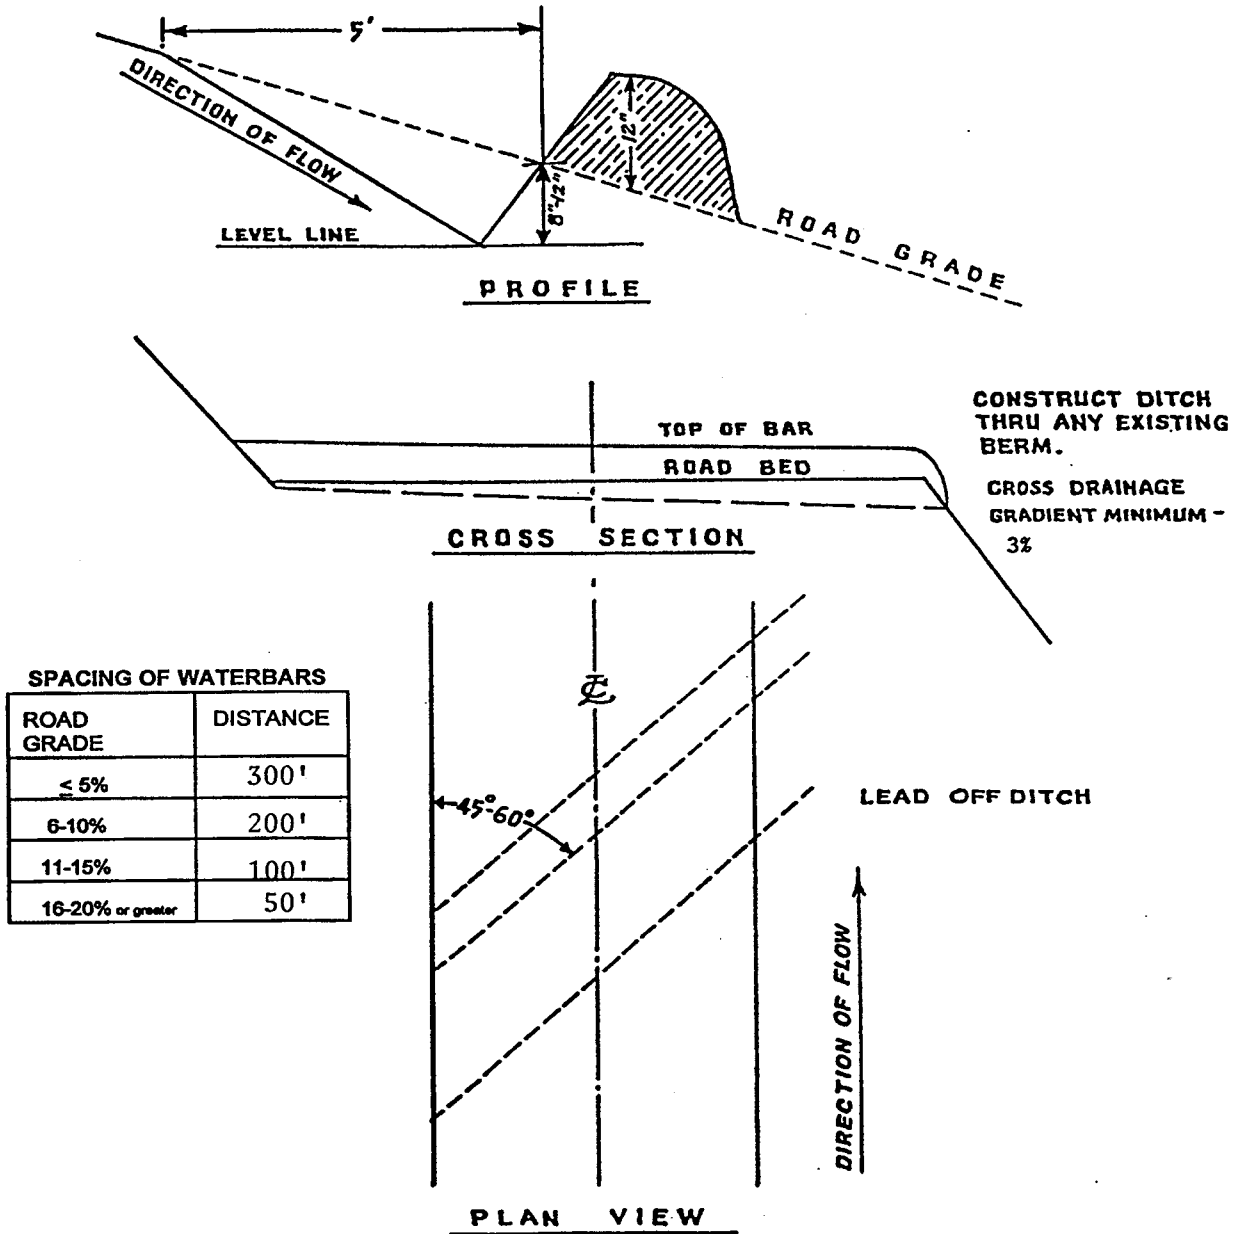 5'
DIRECTION OF FLOW
12"
8"-12"
LEVEL LINE
ROAD GRADE
PROFILE
TOP OF BAR
ROAD BED
CROSS SECTION
CONSTRUCT DITCH
THRU ANY EXISTING
BERM.
CROSS DRAINAGE
GRADIENT MINIMUM -
3%
SPACING OF WATERBARS
ROAD GRADE DISTANCE
≤ 5% 300'
6-10% 200'
11-15% 100'
16-20% or greater 50'
℄
45°-60°
LEAD OFF DITCH
DIRECTION OF FLOW
PLAN VIEW